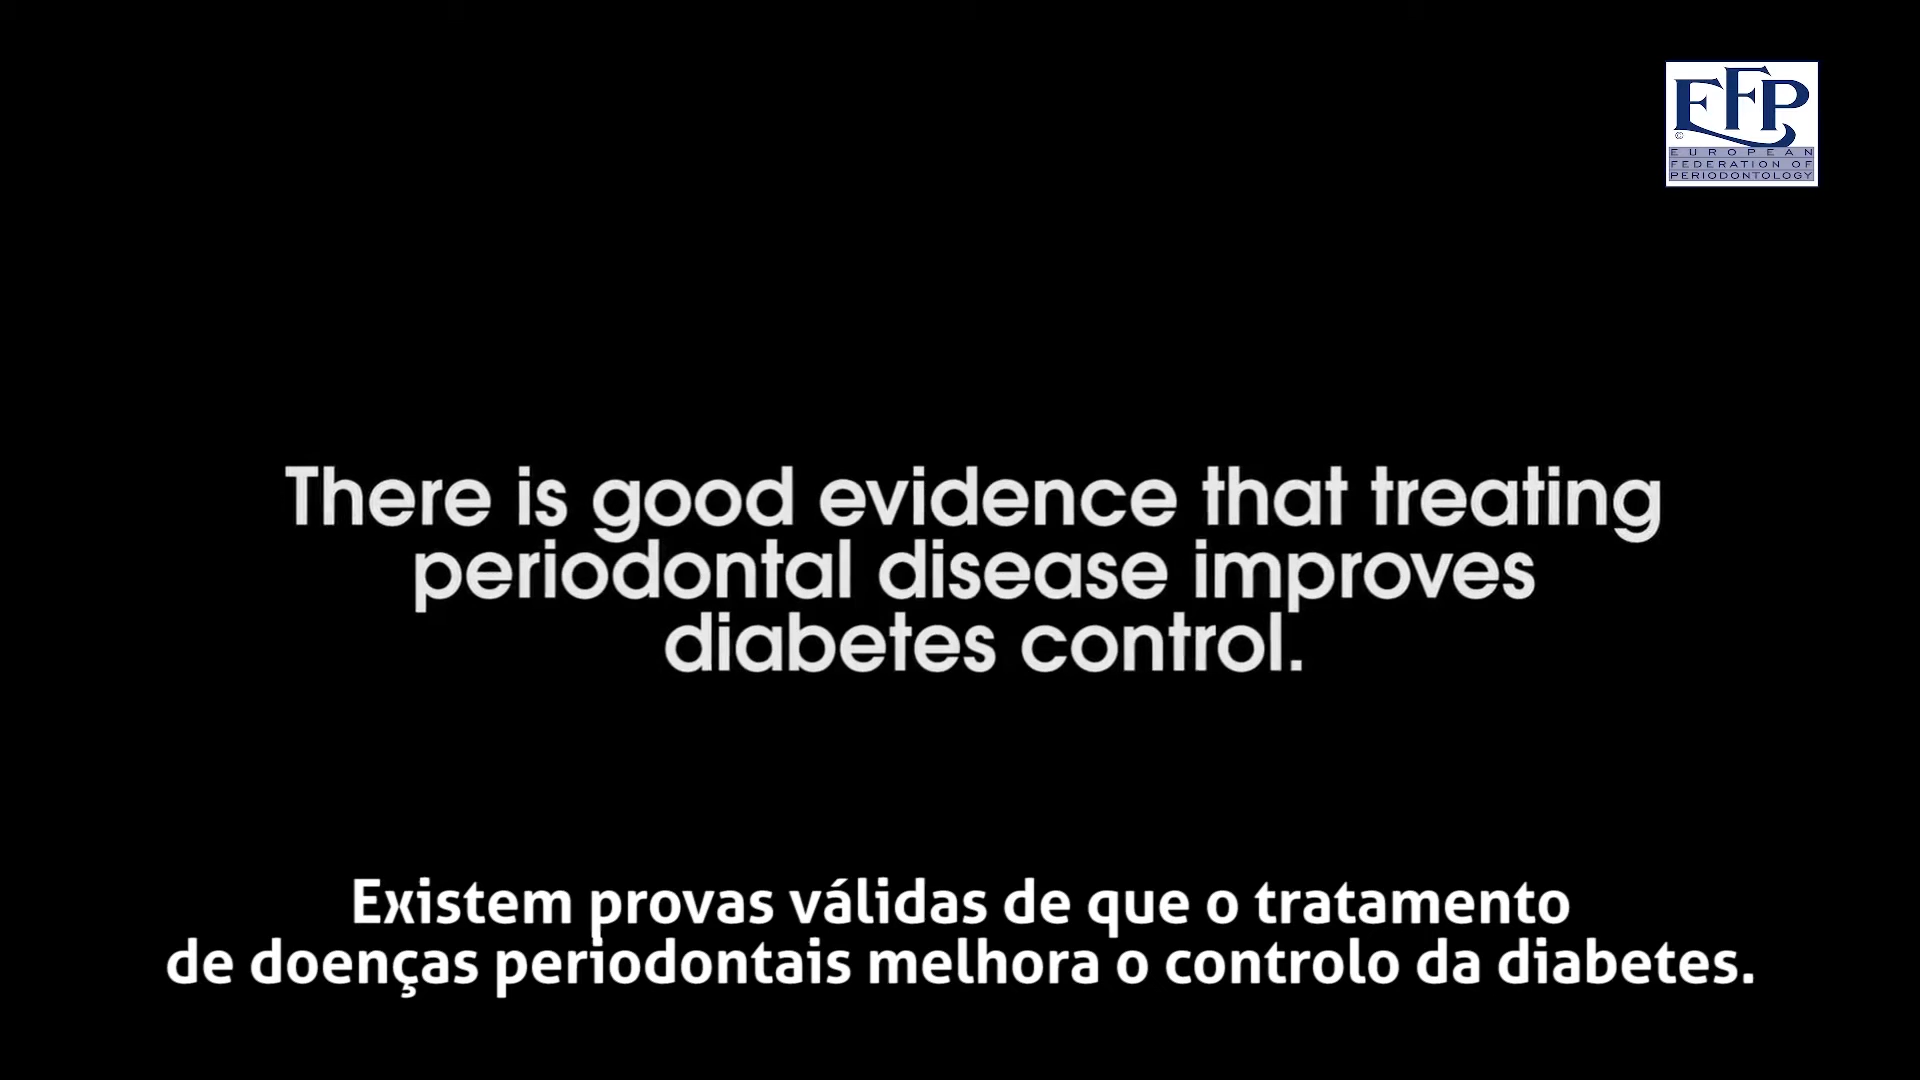 EFP
©
EUROPEAN
FEDERATION OF
PERIODONTOLOGY
There is good evidence that treating
periodontal disease improves
diabetes control.
Existem provas válidas de que o tratamento
de doenças periodontais melhora o controlo da diabetes.